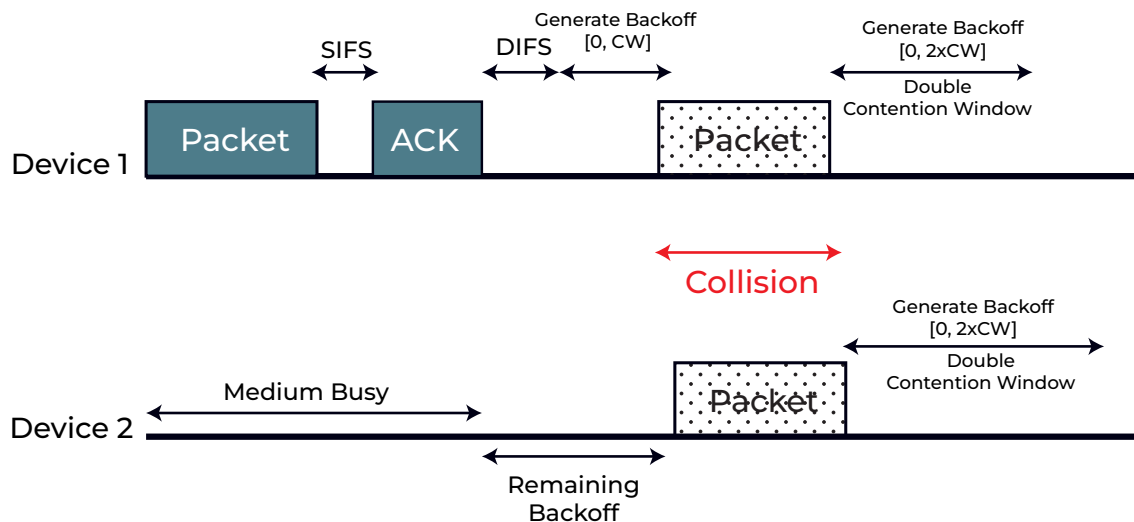 Generate Backoff
[0, CW]
SIFS
DIFS
Generate Backoff
[0, 2xCW]
Double
Contention Window
Packet
ACK
Packet
Device 1
Collision
Generate Backoff
[0, 2xCW]
Double
Contention Window
Medium Busy
Packet
Device 2
Remaining
Backoff